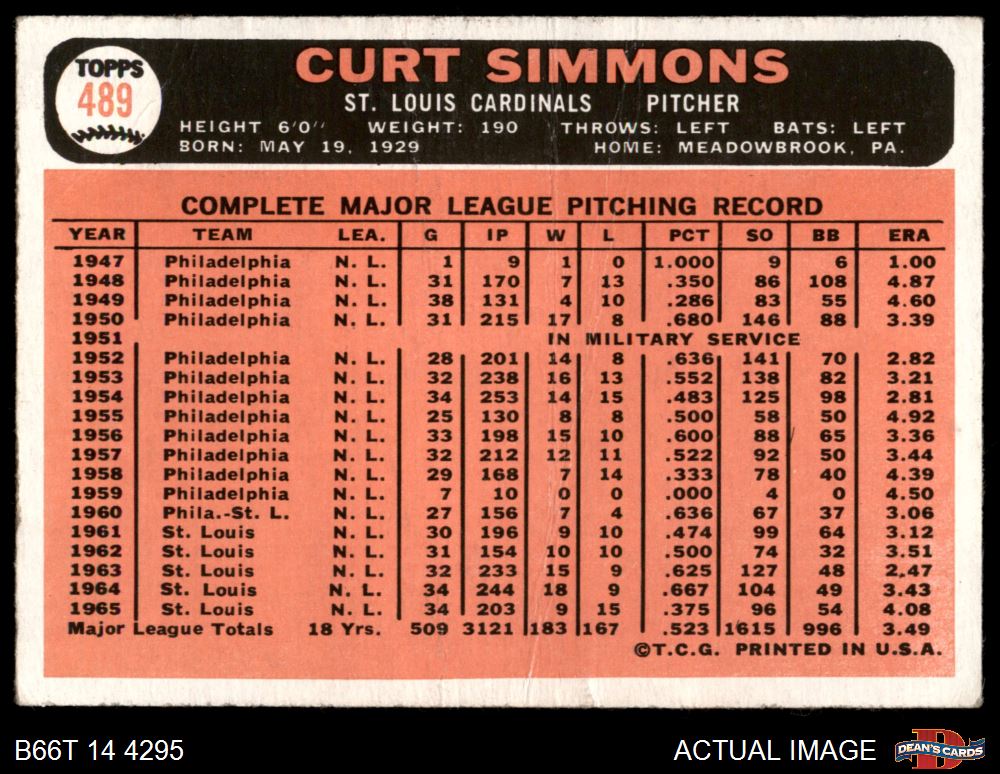 TOPPS
489
CURT SIMMONS
ST. LOUIS CARDINALS PITCHER
HEIGHT 6'0'' WEIGHT: 190 THROWS: LEFT BATS: LEFT
BORN: MAY 19, 1929 HOME: MEADOWBROOK, PA.
COMPLETE MAJOR LEAGUE PITCHING RECORD
YEAR TEAM LEA. G IP W L PCT SO BB ERA
1947 Philadelphia N. L. 1 9 1 0 1.000 9 6 1.00
1948 Philadelphia N. L. 31 170 7 13 .350 86 108 4.87
1949 Philadelphia N. L. 38 131 4 10 .286 83 55 4.60
1950 Philadelphia N. L. 31 215 17 8 .680 146 88 3.39
1951 IN MILITARY SERVICE
1952 Philadelphia N. L. 28 201 14 8 .636 141 70 2.82
1953 Philadelphia N. L. 32 238 16 13 .552 138 82 3.21
1954 Philadelphia N. L. 34 253 14 15 .483 125 98 2.81
1955 Philadelphia N. L. 25 130 8 8 .500 58 50 4.92
1956 Philadelphia N. L. 33 198 15 10 .600 88 65 3.36
1957 Philadelphia N. L. 32 212 12 11 .522 92 50 3.44
1958 Philadelphia N. L. 29 168 7 14 .333 78 40 4.39
1959 Philadelphia N. L. 7 10 0 0 .000 4 0 4.50
1960 Phila.-St. L. N. L. 27 156 7 4 .636 67 37 3.06
1961 St. Louis N. L. 30 196 9 10 .474 99 64 3.12
1962 St. Louis N. L. 31 154 10 10 .500 74 32 3.51
1963 St. Louis N. L. 32 233 15 9 .625 127 48 2.47
1964 St. Louis N. L. 34 244 18 9 .667 104 49 3.43
1965 St. Louis N. L. 34 203 9 15 .375 96 54 4.08
Major League Totals 18 Yrs. 509 3121 183 167 .523 1615 996 3.49
©T.C.G. PRINTED IN U.S.A.
B66T 14 4295 ACTUAL IMAGE DEAN'S CARDS